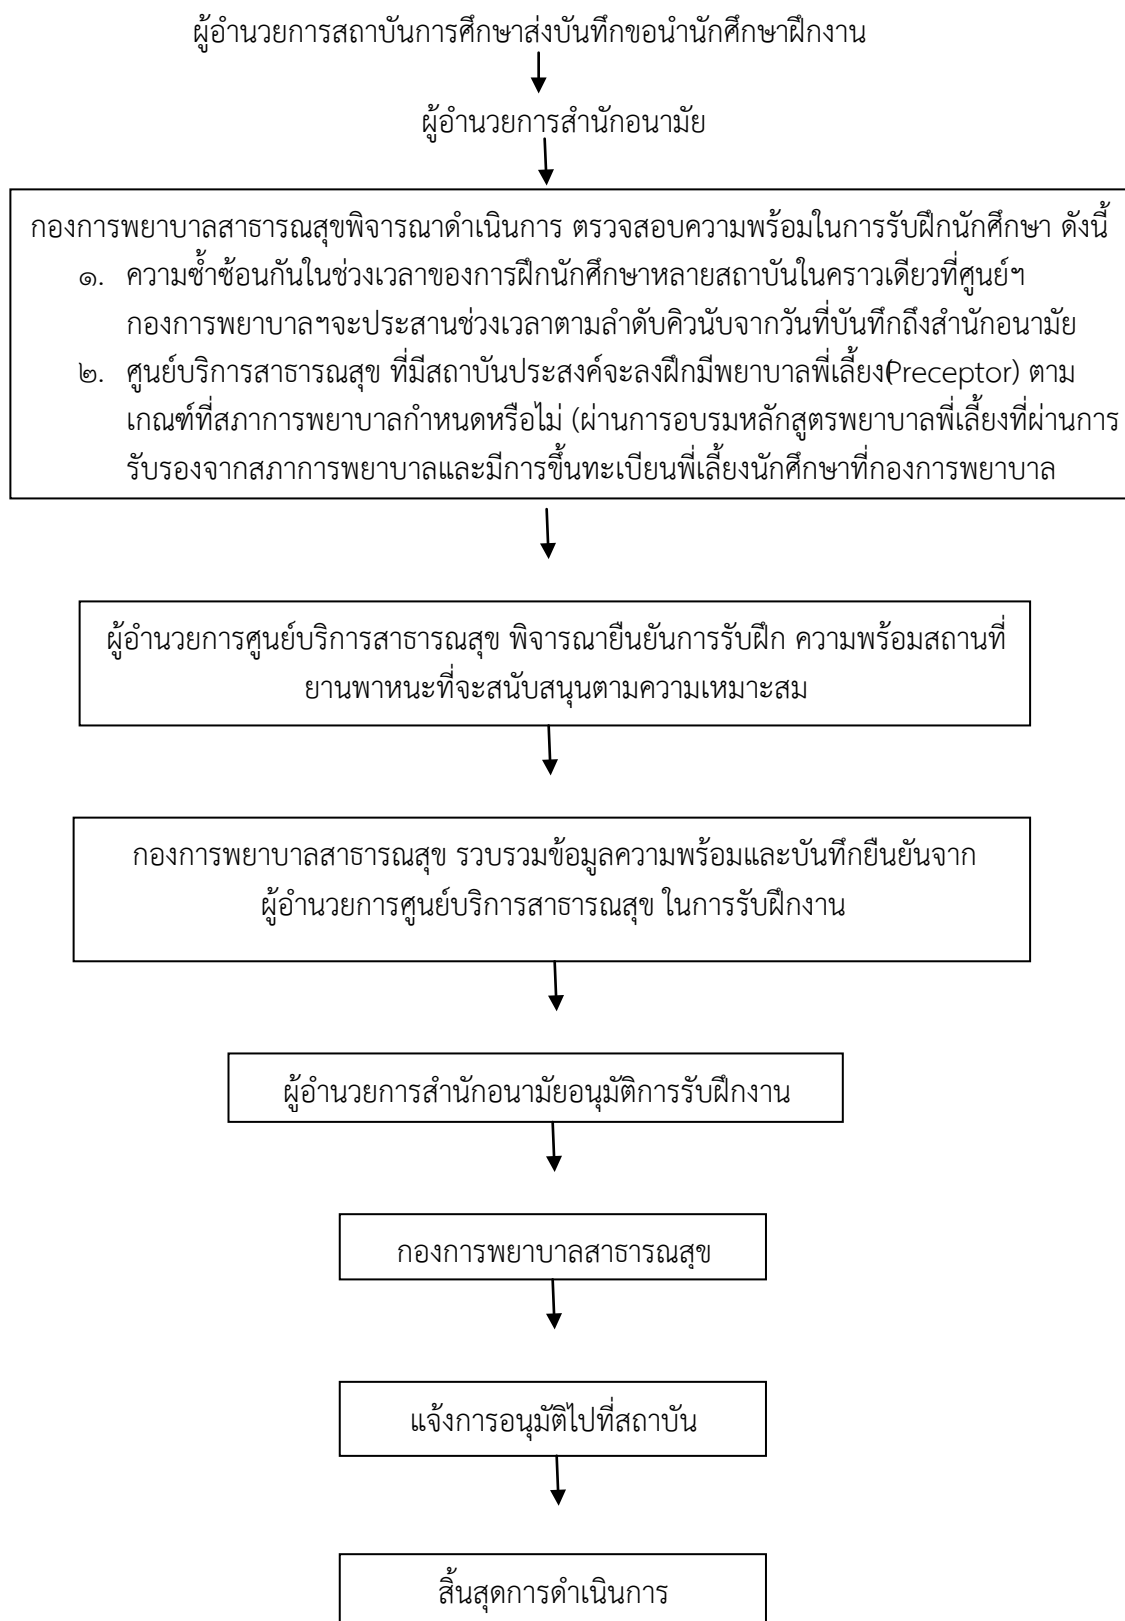 ผู้อำนวยการสถาบันการศึกษาส่งบันทึกขอนำนักศึกษาฝึกงาน
ผู้อำนวยการสำนักอนามัย
กองการพยาบาลสาธารณสุขพิจารณาดำเนินการ ตรวจสอบความพร้อมในการรับฝึกนักศึกษา ดังนี้
๑. ความซ้ำซ้อนกันในช่วงเวลาของการฝึกนักศึกษาหลายสถาบันในคราวเดียวที่ศูนย์ฯ
กองการพยาบาลฯจะประสานช่วงเวลาตามลำดับคิวนับจากวันที่บันทึกถึงสำนักอนามัย
๒. ศูนย์บริการสาธารณสุข ที่มีสถาบันประสงค์จะลงฝึกมีพยาบาลพี่เลี้ยง(Preceptor) ตาม
เกณฑ์ที่สภาการพยาบาลกำหนดหรือไม่ (ผ่านการอบรมหลักสูตรพยาบาลพี่เลี้ยงที่ผ่านการ
รับรองจากสภาการพยาบาลและมีการขึ้นทะเบียนพี่เลี้ยงนักศึกษาที่กองการพยาบาล
ผู้อำนวยการศูนย์บริการสาธารณสุข พิจารณายืนยันการรับฝึก ความพร้อมสถานที่
ยานพาหนะที่จะสนับสนุนตามความเหมาะสม
กองการพยาบาลสาธารณสุข รวบรวมข้อมูลความพร้อมและบันทึกยืนยันจาก
ผู้อำนวยการศูนย์บริการสาธารณสุข ในการรับฝึกงาน
ผู้อำนวยการสำนักอนามัยอนุมัติการรับฝึกงาน
กองการพยาบาลสาธารณสุข
แจ้งการอนุมัติไปที่สถาบัน
สิ้นสุดการดำเนินการ